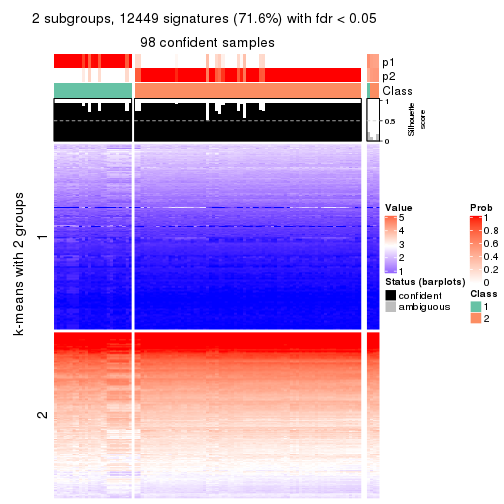 2 subgroups, 12449 signatures (71.6%) with fdr < 0.05
98 confident samples
p1
p2
Class
1
0.5
0
Silhouette
score
k-means with 2 groups
1
2
Value
5
4
3
2
1
Status (barplots)
confident
ambiguous
Prob
1
0.8
0.6
0.4
0.2
0
Class
1
2